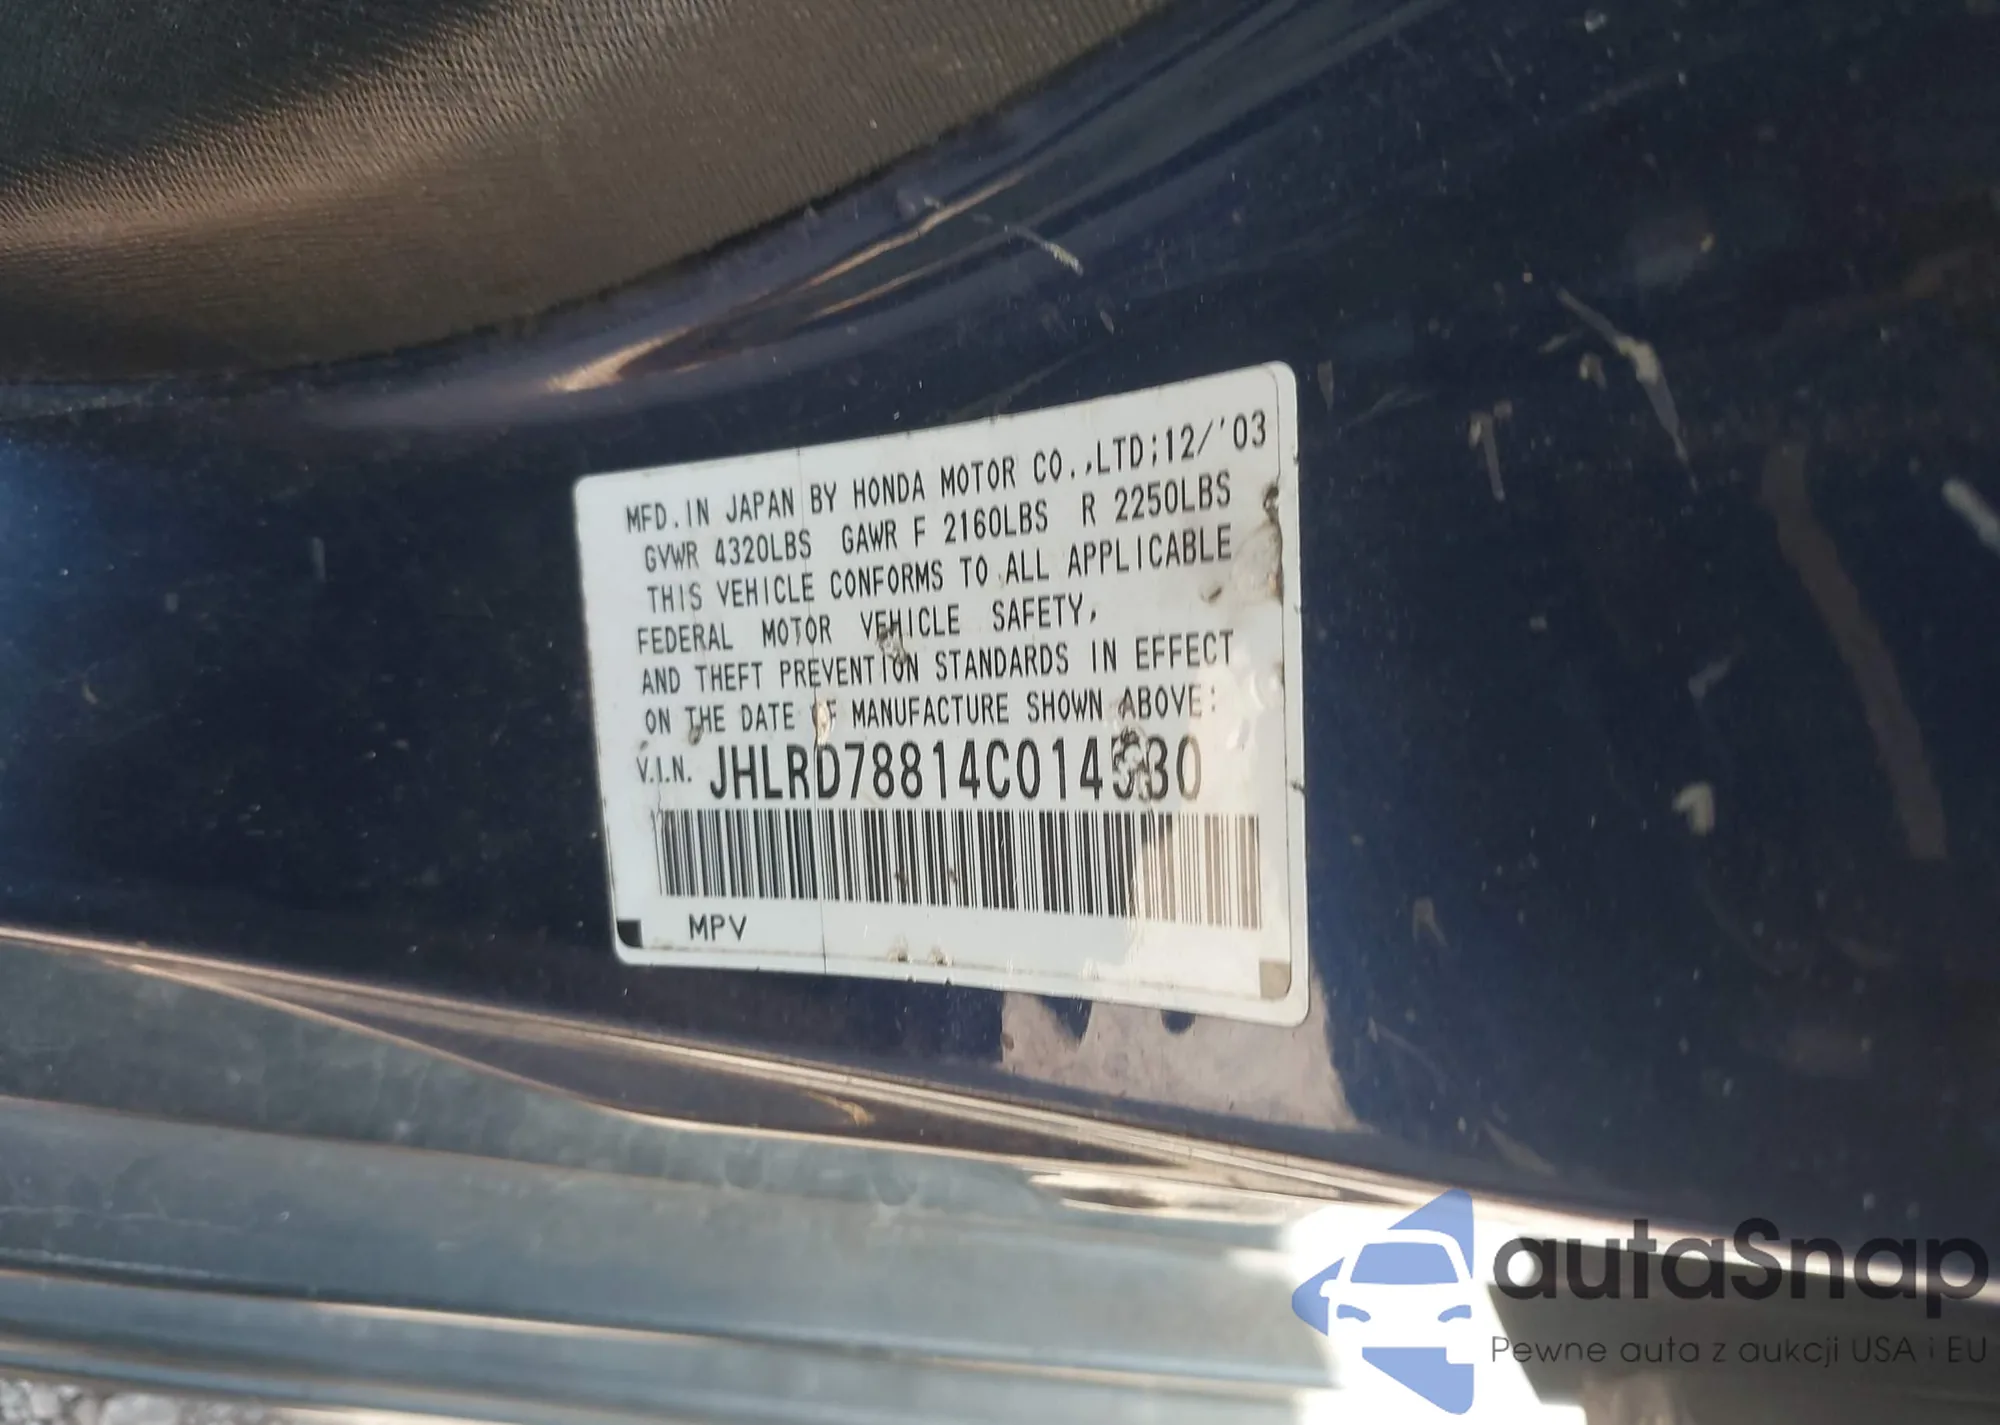 MFD. IN JAPAN BY HONDA MOTOR CO.,LTD;12/'03
GVWR 4320LBS GAWR F 2160LBS R 2250LBS
THIS VEHICLE CONFORMS TO ALL APPLICABLE
FEDERAL MOTOR VEHICLE SAFETY,
AND THEFT PREVENTION STANDARDS IN EFFECT
ON THE DATE OF MANUFACTURE SHOWN ABOVE:
V.I.N. JHLRD78814C014530
MPV
autaSnap
Pewne auta z aukcji USA i EU